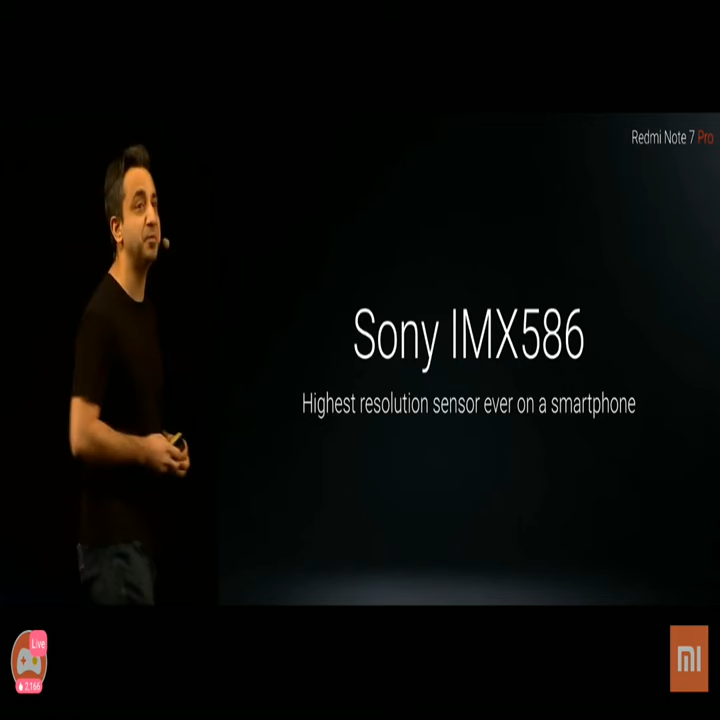 Redmi Note 7 Pro
Sony IMX586
Highest resolution sensor ever on a smartphone
Live
2,166
MI